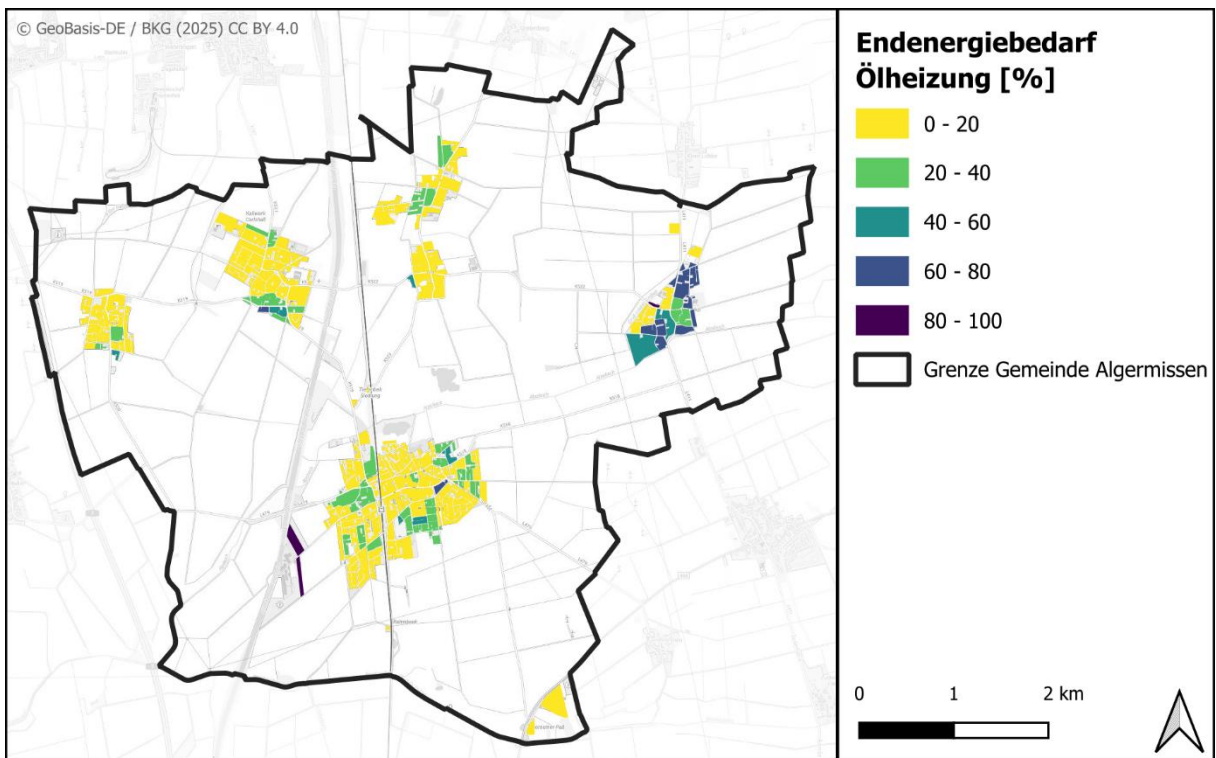 © GeoBasis-DE / BKG (2025) CC BY 4.0
Endenergiebedarf
Ölheizung [%]
0 - 20
20 - 40
40 - 60
60 - 80
80 - 100
Grenze Gemeinde Algermissen
0 1 2 km